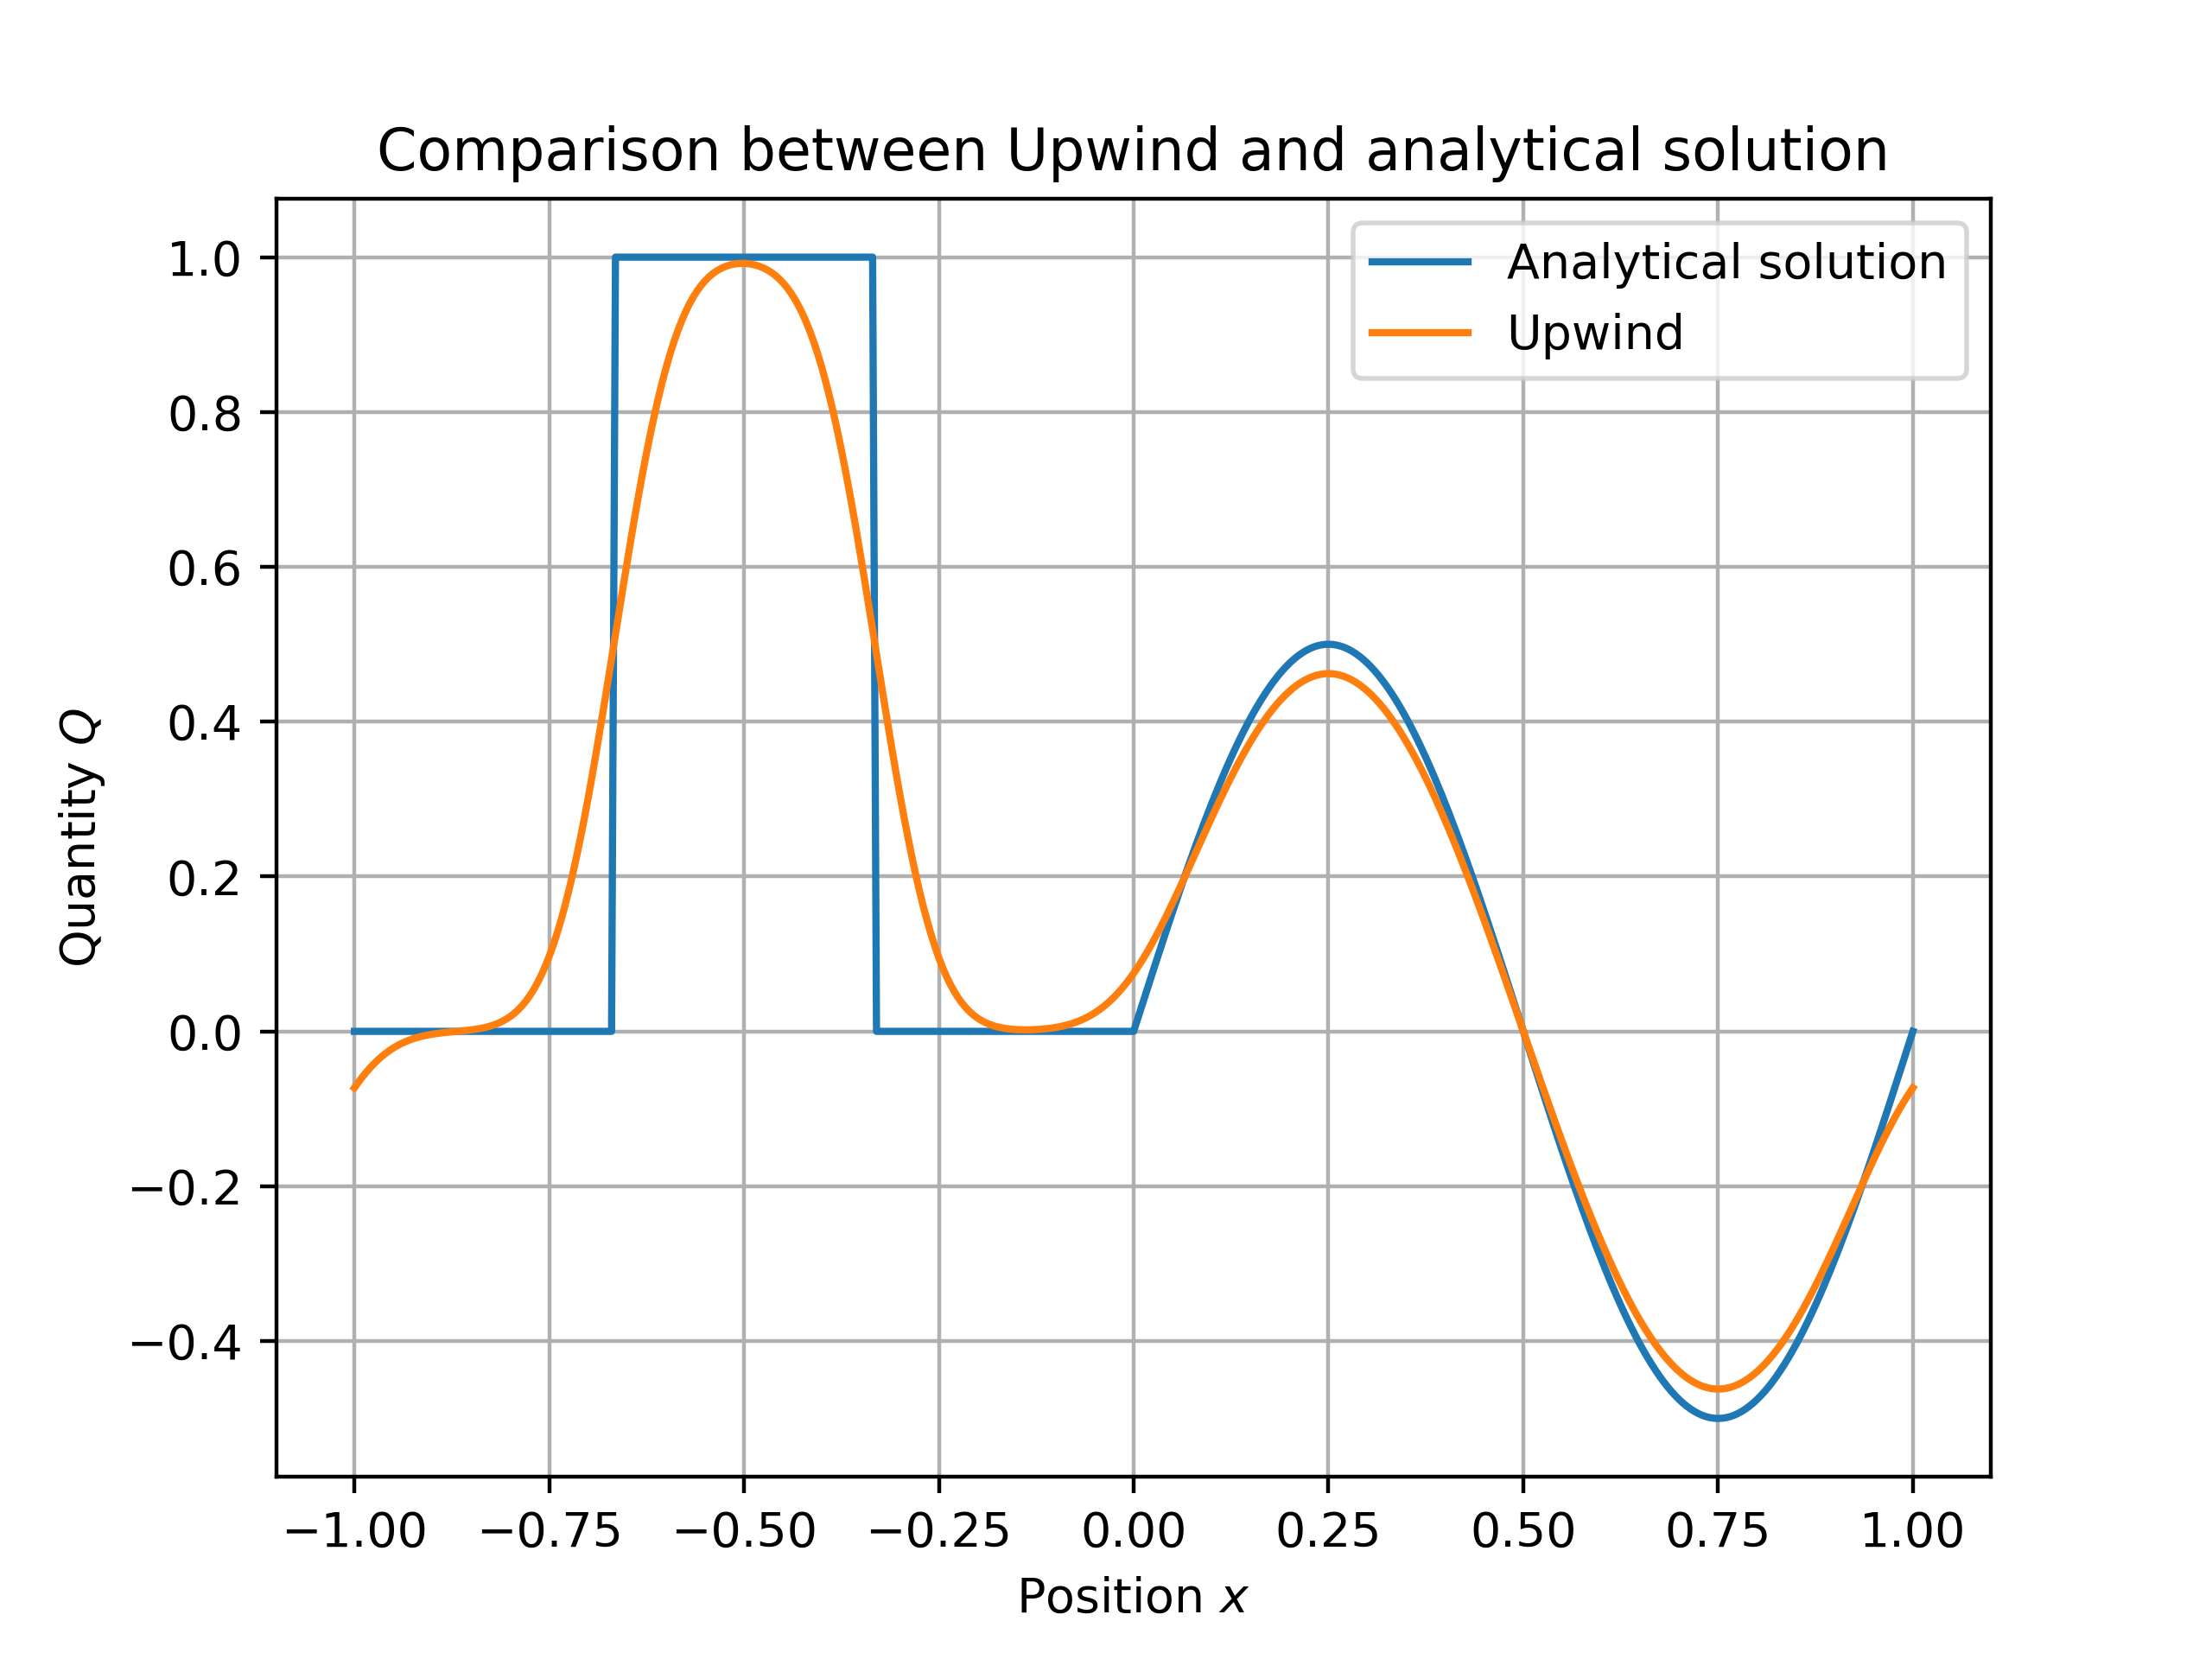 Comparison between Upwind and analytical solution
Analytical solution
Upwind
1.0
0.8
0.6
0.4
0.2
0.0
−0.2
−0.4
Quantity Q
−1.00 −0.75 −0.50 −0.25 0.00 0.25 0.50 0.75 1.00
Position x